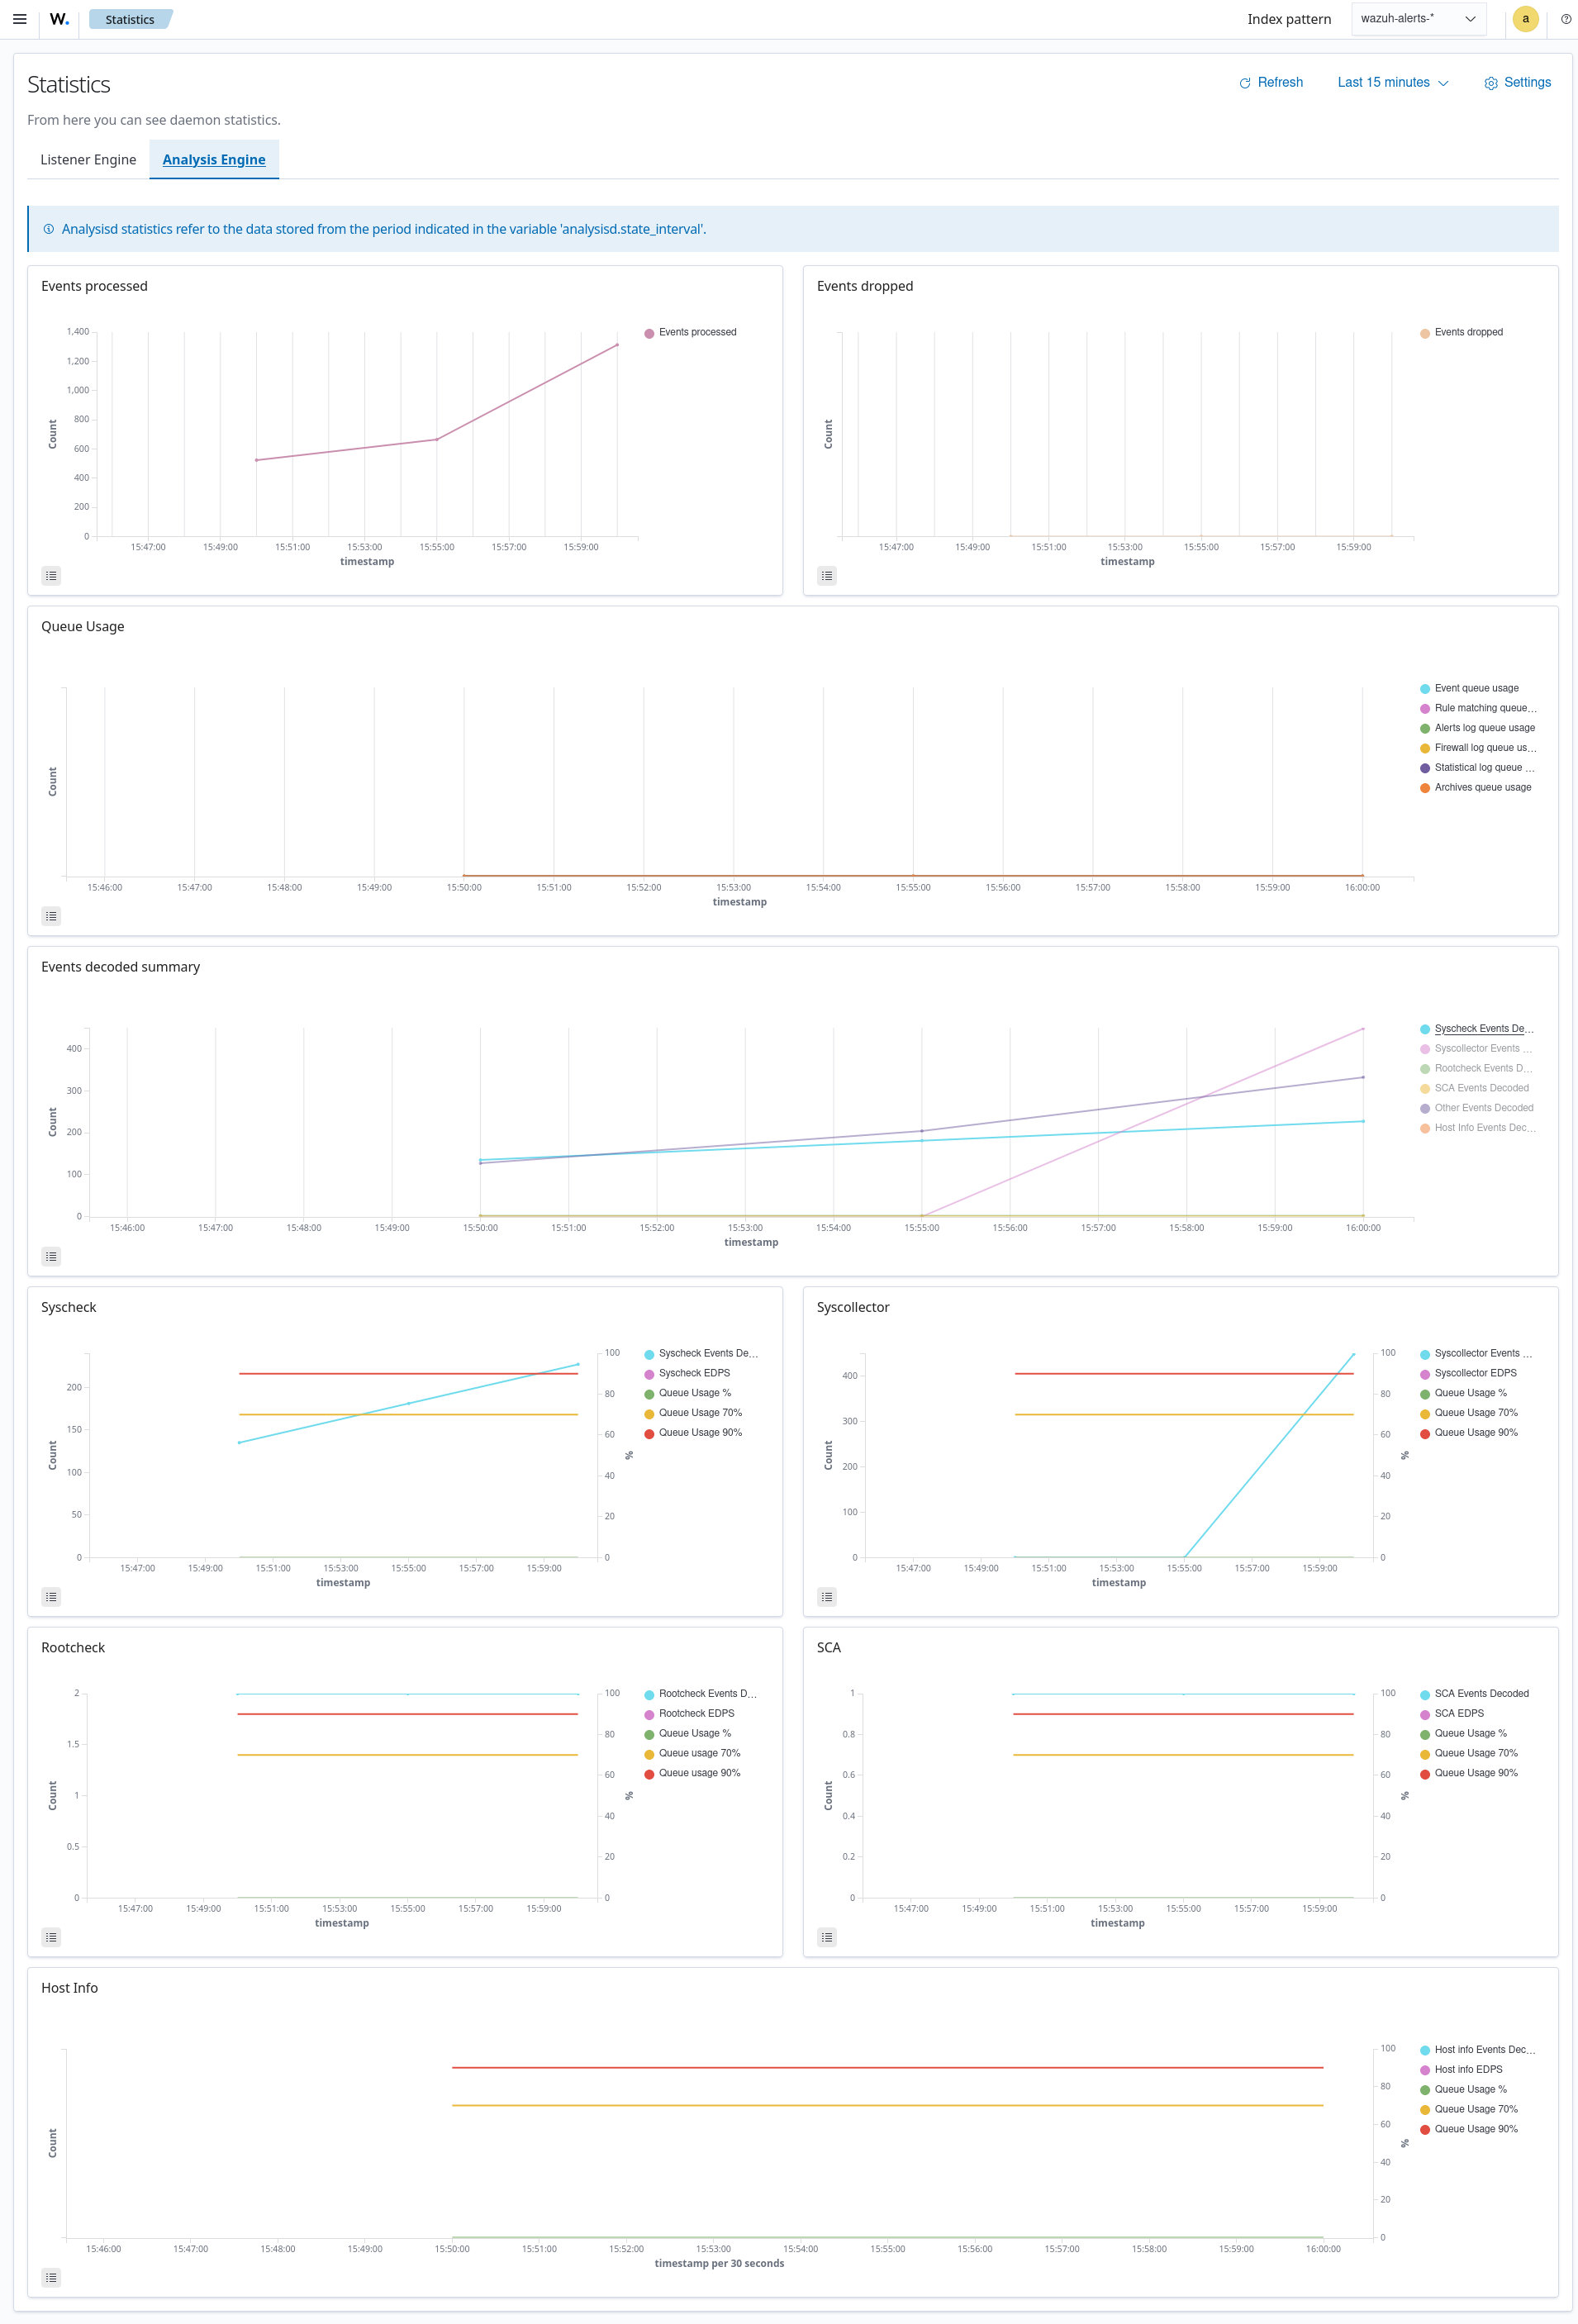 W.
Statistics
Index pattern
wazuh-alerts-*
a
Statistics
Refresh
Last 15 minutes
Settings
From here you can see daemon statistics.
Listener Engine
Analysis Engine
Analysisd statistics refer to the data stored from the period indicated in the variable 'analysisd.state_interval'.
Events processed
1,400
1,200
1,000
800
600
400
200
0
Count
15:47:00 15:49:00 15:51:00 15:53:00 15:55:00 15:57:00 15:59:00
timestamp
Events processed
Events dropped
Count
15:47:00 15:49:00 15:51:00 15:53:00 15:55:00 15:57:00 15:59:00
timestamp
Events dropped
Queue Usage
Count
15:46:00 15:47:00 15:48:00 15:49:00 15:50:00 15:51:00 15:52:00 15:53:00 15:54:00 15:55:00 15:56:00 15:57:00 15:58:00 15:59:00 16:00:00
timestamp
Event queue usage
Rule matching queue...
Alerts log queue usage
Firewall log queue us...
Statistical log queue ...
Archives queue usage
Events decoded summary
400
300
200
100
0
Count
15:46:00 15:47:00 15:48:00 15:49:00 15:50:00 15:51:00 15:52:00 15:53:00 15:54:00 15:55:00 15:56:00 15:57:00 15:58:00 15:59:00 16:00:00
timestamp
Syscheck Events De...
Syscollector Events ...
Rootcheck Events D...
SCA Events Decoded
Other Events Decoded
Host Info Events Dec...
Syscheck
200
150
100
50
0
Count
15:47:00 15:49:00 15:51:00 15:53:00 15:55:00 15:57:00 15:59:00
timestamp
100
80
60
40
20
0
%
Syscheck Events De...
Syscheck EDPS
Queue Usage %
Queue Usage 70%
Queue Usage 90%
Syscollector
400
300
200
100
0
Count
15:47:00 15:49:00 15:51:00 15:53:00 15:55:00 15:57:00 15:59:00
timestamp
100
80
60
40
20
0
%
Syscollector Events ...
Syscollector EDPS
Queue Usage %
Queue Usage 70%
Queue Usage 90%
Rootcheck
2
1.5
1
0.5
0
Count
15:47:00 15:49:00 15:51:00 15:53:00 15:55:00 15:57:00 15:59:00
timestamp
100
80
60
40
20
0
%
Rootcheck Events D...
Rootcheck EDPS
Queue Usage %
Queue usage 70%
Queue usage 90%
SCA
1
0.8
0.6
0.4
0.2
0
Count
15:47:00 15:49:00 15:51:00 15:53:00 15:55:00 15:57:00 15:59:00
timestamp
100
80
60
40
20
0
%
SCA Events Decoded
SCA EDPS
Queue Usage %
Queue Usage 70%
Queue Usage 90%
Host Info
Count
15:46:00 15:47:00 15:48:00 15:49:00 15:50:00 15:51:00 15:52:00 15:53:00 15:54:00 15:55:00 15:56:00 15:57:00 15:58:00 15:59:00 16:00:00
timestamp per 30 seconds
100
80
60
40
20
0
%
Host info Events Dec...
Host info EDPS
Queue Usage %
Queue Usage 70%
Queue Usage 90%